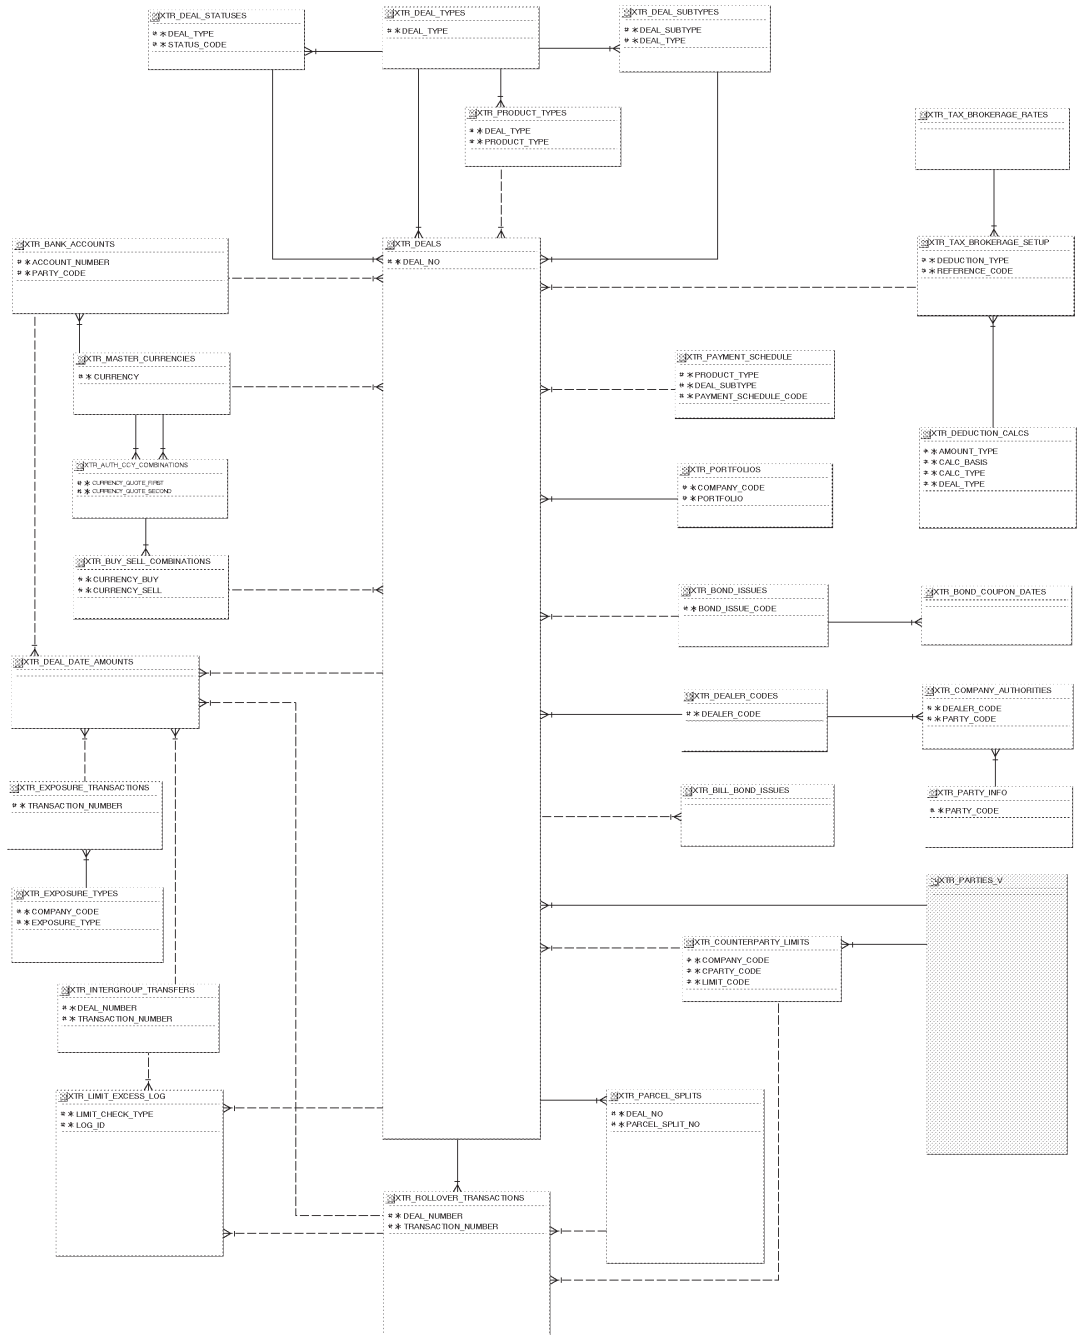 XTR_DEAL_STATUSES
# * DEAL_TYPE
# * STATUS_CODE
XTR_DEAL_TYPES
# * DEAL_TYPE
XTR_DEAL_SUBTYPES
# * DEAL_SUBTYPE
# * DEAL_TYPE
XTR_PRODUCT_TYPES
# * DEAL_TYPE
# * PRODUCT_TYPE
XTR_TAX_BROKERAGE_RATES
XTR_BANK_ACCOUNTS
# * ACCOUNT_NUMBER
# * PARTY_CODE
XTR_DEALS
# * DEAL_NO
XTR_TAX_BROKERAGE_SETUP
# * DEDUCTION_TYPE
# * REFERENCE_CODE
XTR_MASTER_CURRENCIES
# * CURRENCY
XTR_PAYMENT_SCHEDULE
# * PRODUCT_TYPE
# * DEAL_SUBTYPE
# * PAYMENT_SCHEDULE_CODE
XTR_DEDUCTION_CALCS
# * AMOUNT_TYPE
# * CALC_BASIS
# * CALC_TYPE
# * DEAL_TYPE
XTR_AUTH_CCY_COMBINATIONS
# * CURRENCY_QUOTE_FIRST
# * CURRENCY_QUOTE_SECOND
XTR_PORTFOLIOS
# * COMPANY_CODE
# * PORTFOLIO
XTR_BUY_SELL_COMBINATIONS
# * CURRENCY_BUY
# * CURRENCY_SELL
XTR_BOND_ISSUES
# * BOND_ISSUE_CODE
XTR_BOND_COUPON_DATES
XTR_DEAL_DATE_AMOUNTS
XTR_DEALER_CODES
# * DEALER_CODE
XTR_COMPANY_AUTHORITIES
# * DEALER_CODE
# * PARTY_CODE
XTR_EXPOSURE_TRANSACTIONS
# * TRANSACTION_NUMBER
XTR_BILL_BOND_ISSUES
XTR_PARTY_INFO
# * PARTY_CODE
XTR_EXPOSURE_TYPES
# * COMPANY_CODE
# * EXPOSURE_TYPE
XTR_PARTIES_V
XTR_COUNTERPARTY_LIMITS
# * COMPANY_CODE
# * CPARTY_CODE
# * LIMIT_CODE
XTR_INTERGROUP_TRANSFERS
# * DEAL_NUMBER
# * TRANSACTION_NUMBER
XTR_LIMIT_EXCESS_LOG
# * LIMIT_CHECK_TYPE
# * LOG_ID
XTR_PARCEL_SPLITS
# * DEAL_NO
# * PARCEL_SPLIT_NO
XTR_ROLLOVER_TRANSACTIONS
# * DEAL_NUMBER
# * TRANSACTION_NUMBER